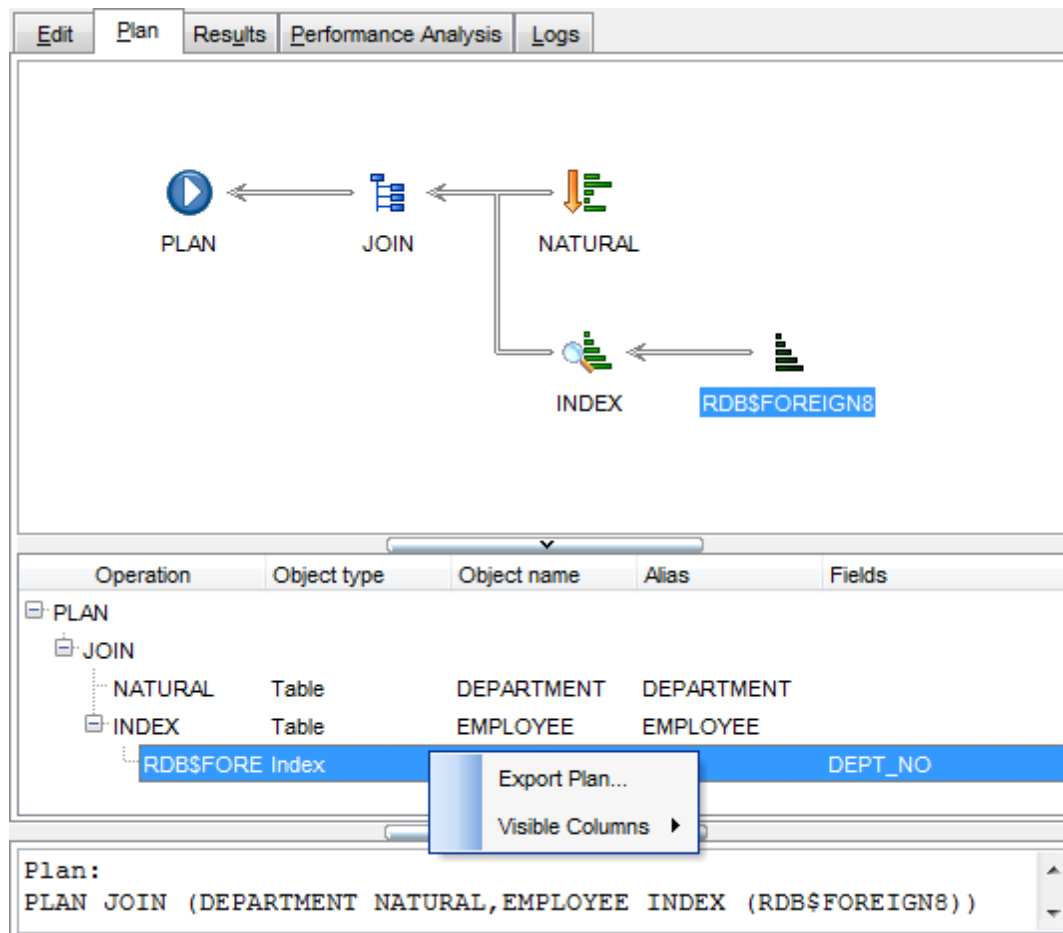 Edit Plan Results Performance Analysis Logs
PLAN JOIN NATURAL
INDEX RDB$FOREIGN8
Operation Object type Object name Alias Fields
PLAN
JOIN
NATURAL Table DEPARTMENT DEPARTMENT
INDEX Table EMPLOYEE EMPLOYEE
RDB$FORE Index DEPT_NO
Export Plan...
Visible Columns
Plan:
PLAN JOIN (DEPARTMENT NATURAL,EMPLOYEE INDEX (RDB$FOREIGN8))